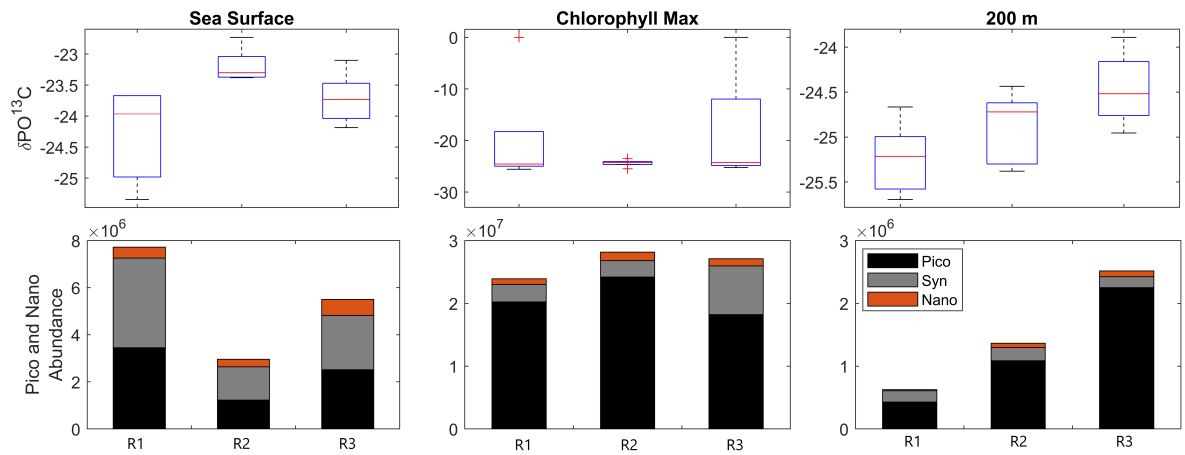 Sea Surface
Chlorophyll Max
200 m
δPO¹³C
-23
-23.5
-24
-24.5
-25
0
-10
-20
-30
-24
-24.5
-25
-25.5
Pico and Nano
Abundance
×10⁶
8
6
4
2
0
R1
R2
R3
×10⁷
3
2
1
0
R1
R2
R3
×10⁶
3
2
1
0
Pico
Syn
Nano
R1
R2
R3